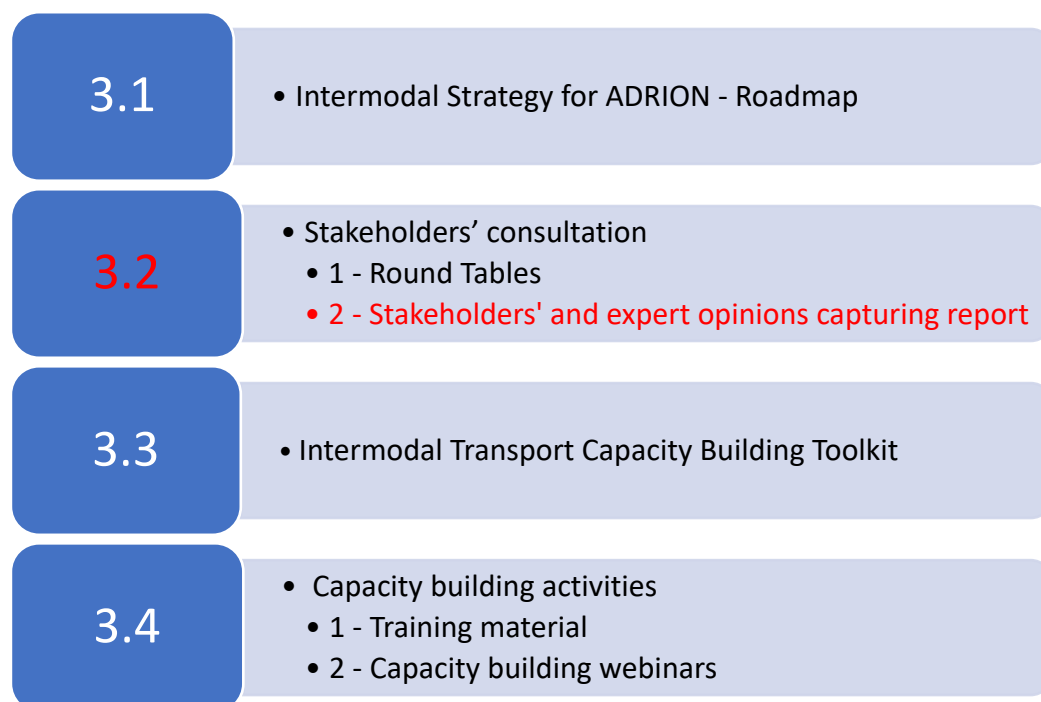 3.1
• Intermodal Strategy for ADRION - Roadmap
3.2
• Stakeholders’ consultation
• 1 - Round Tables
• 2 - Stakeholders' and expert opinions capturing report
3.3
• Intermodal Transport Capacity Building Toolkit
3.4
• Capacity building activities
• 1 - Training material
• 2 - Capacity building webinars